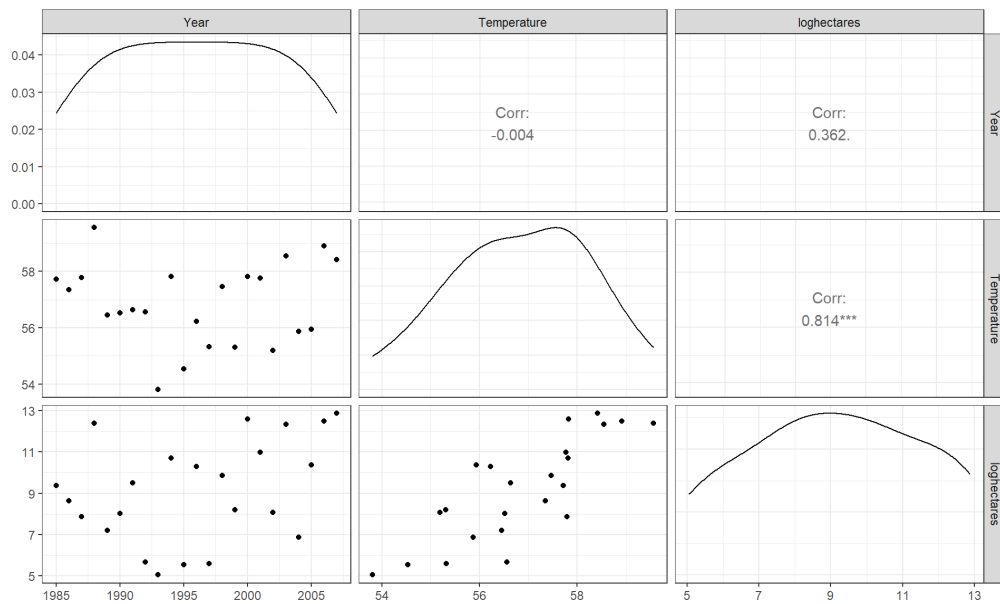 Year Temperature loghectares
0.04
0.03
0.02
0.01
0.00
Corr:
-0.004
Corr:
0.362.
Year
58
56
54
Corr:
0.814***
Temperature
13
11
9
7
5
loghectares
1985 1990 1995 2000 2005 54 56 58 5 7 9 11 13